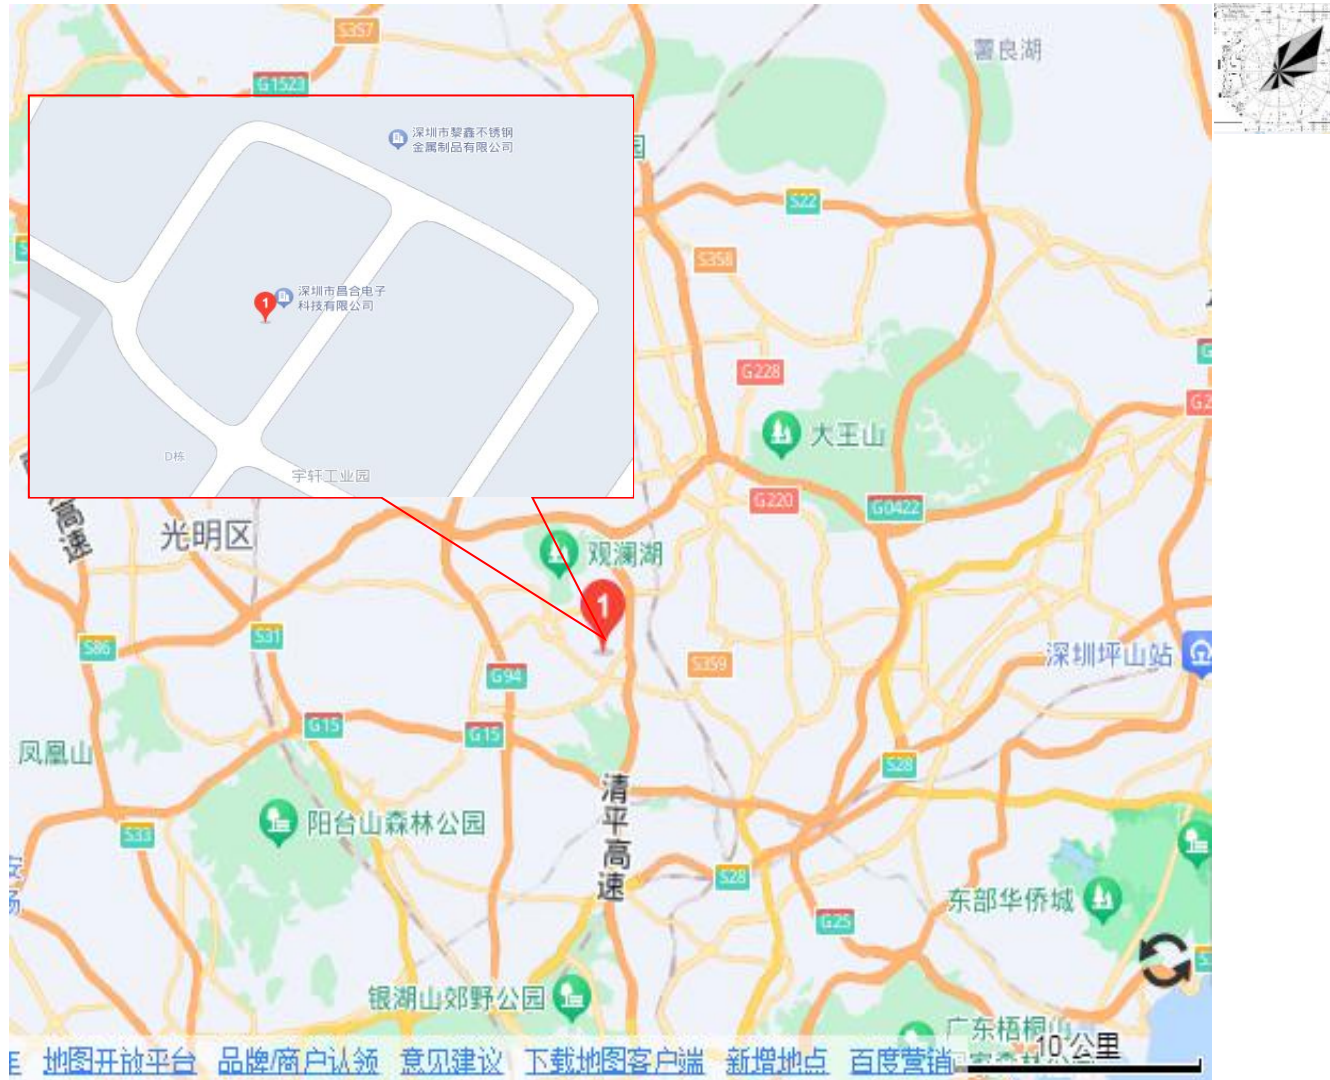 S357
G1523
薯良湖
深圳市黎鑫不锈钢
金属制品有限公司
S22
S358
深圳市昌合电子
科技有限公司
1
G228
大王山
D栋
宇轩工业园
G220
G0422
高速
光明区
观澜湖
1
S31
S86
S359
深圳坪山站
G94
G15
G15
凤凰山
S28
清平高速
阳台山森林公园
S33
S28
东部华侨城
G25
银湖山郊野公园
广东梧桐山
10公里
地图开放平台 品牌/商户认领 意见建议 下载地图客户端 新增地点 百度营销